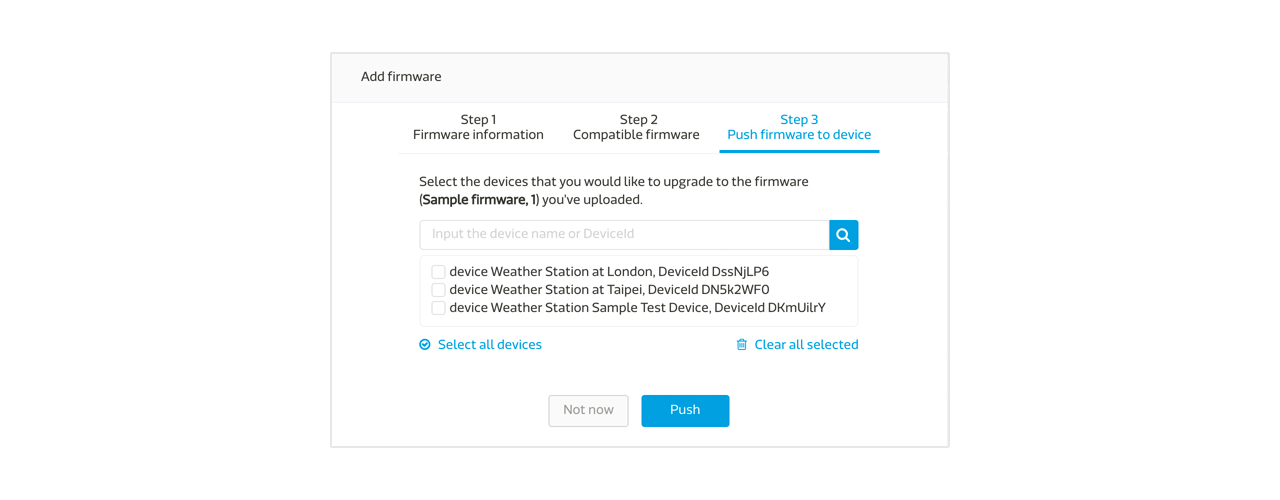 Add firmware
Step 1
Firmware information
Step 2
Compatible firmware
Step 3
Push firmware to device
Select the devices that you would like to upgrade to the firmware
(Sample firmware, 1) you've uploaded.
Input the device name or DeviceId
device Weather Station at London, DeviceId DssNjLP6
device Weather Station at Taipei, DeviceId DN5k2WF0
device Weather Station Sample Test Device, DeviceId DKmUilrY
Select all devices
Clear all selected
Not now
Push